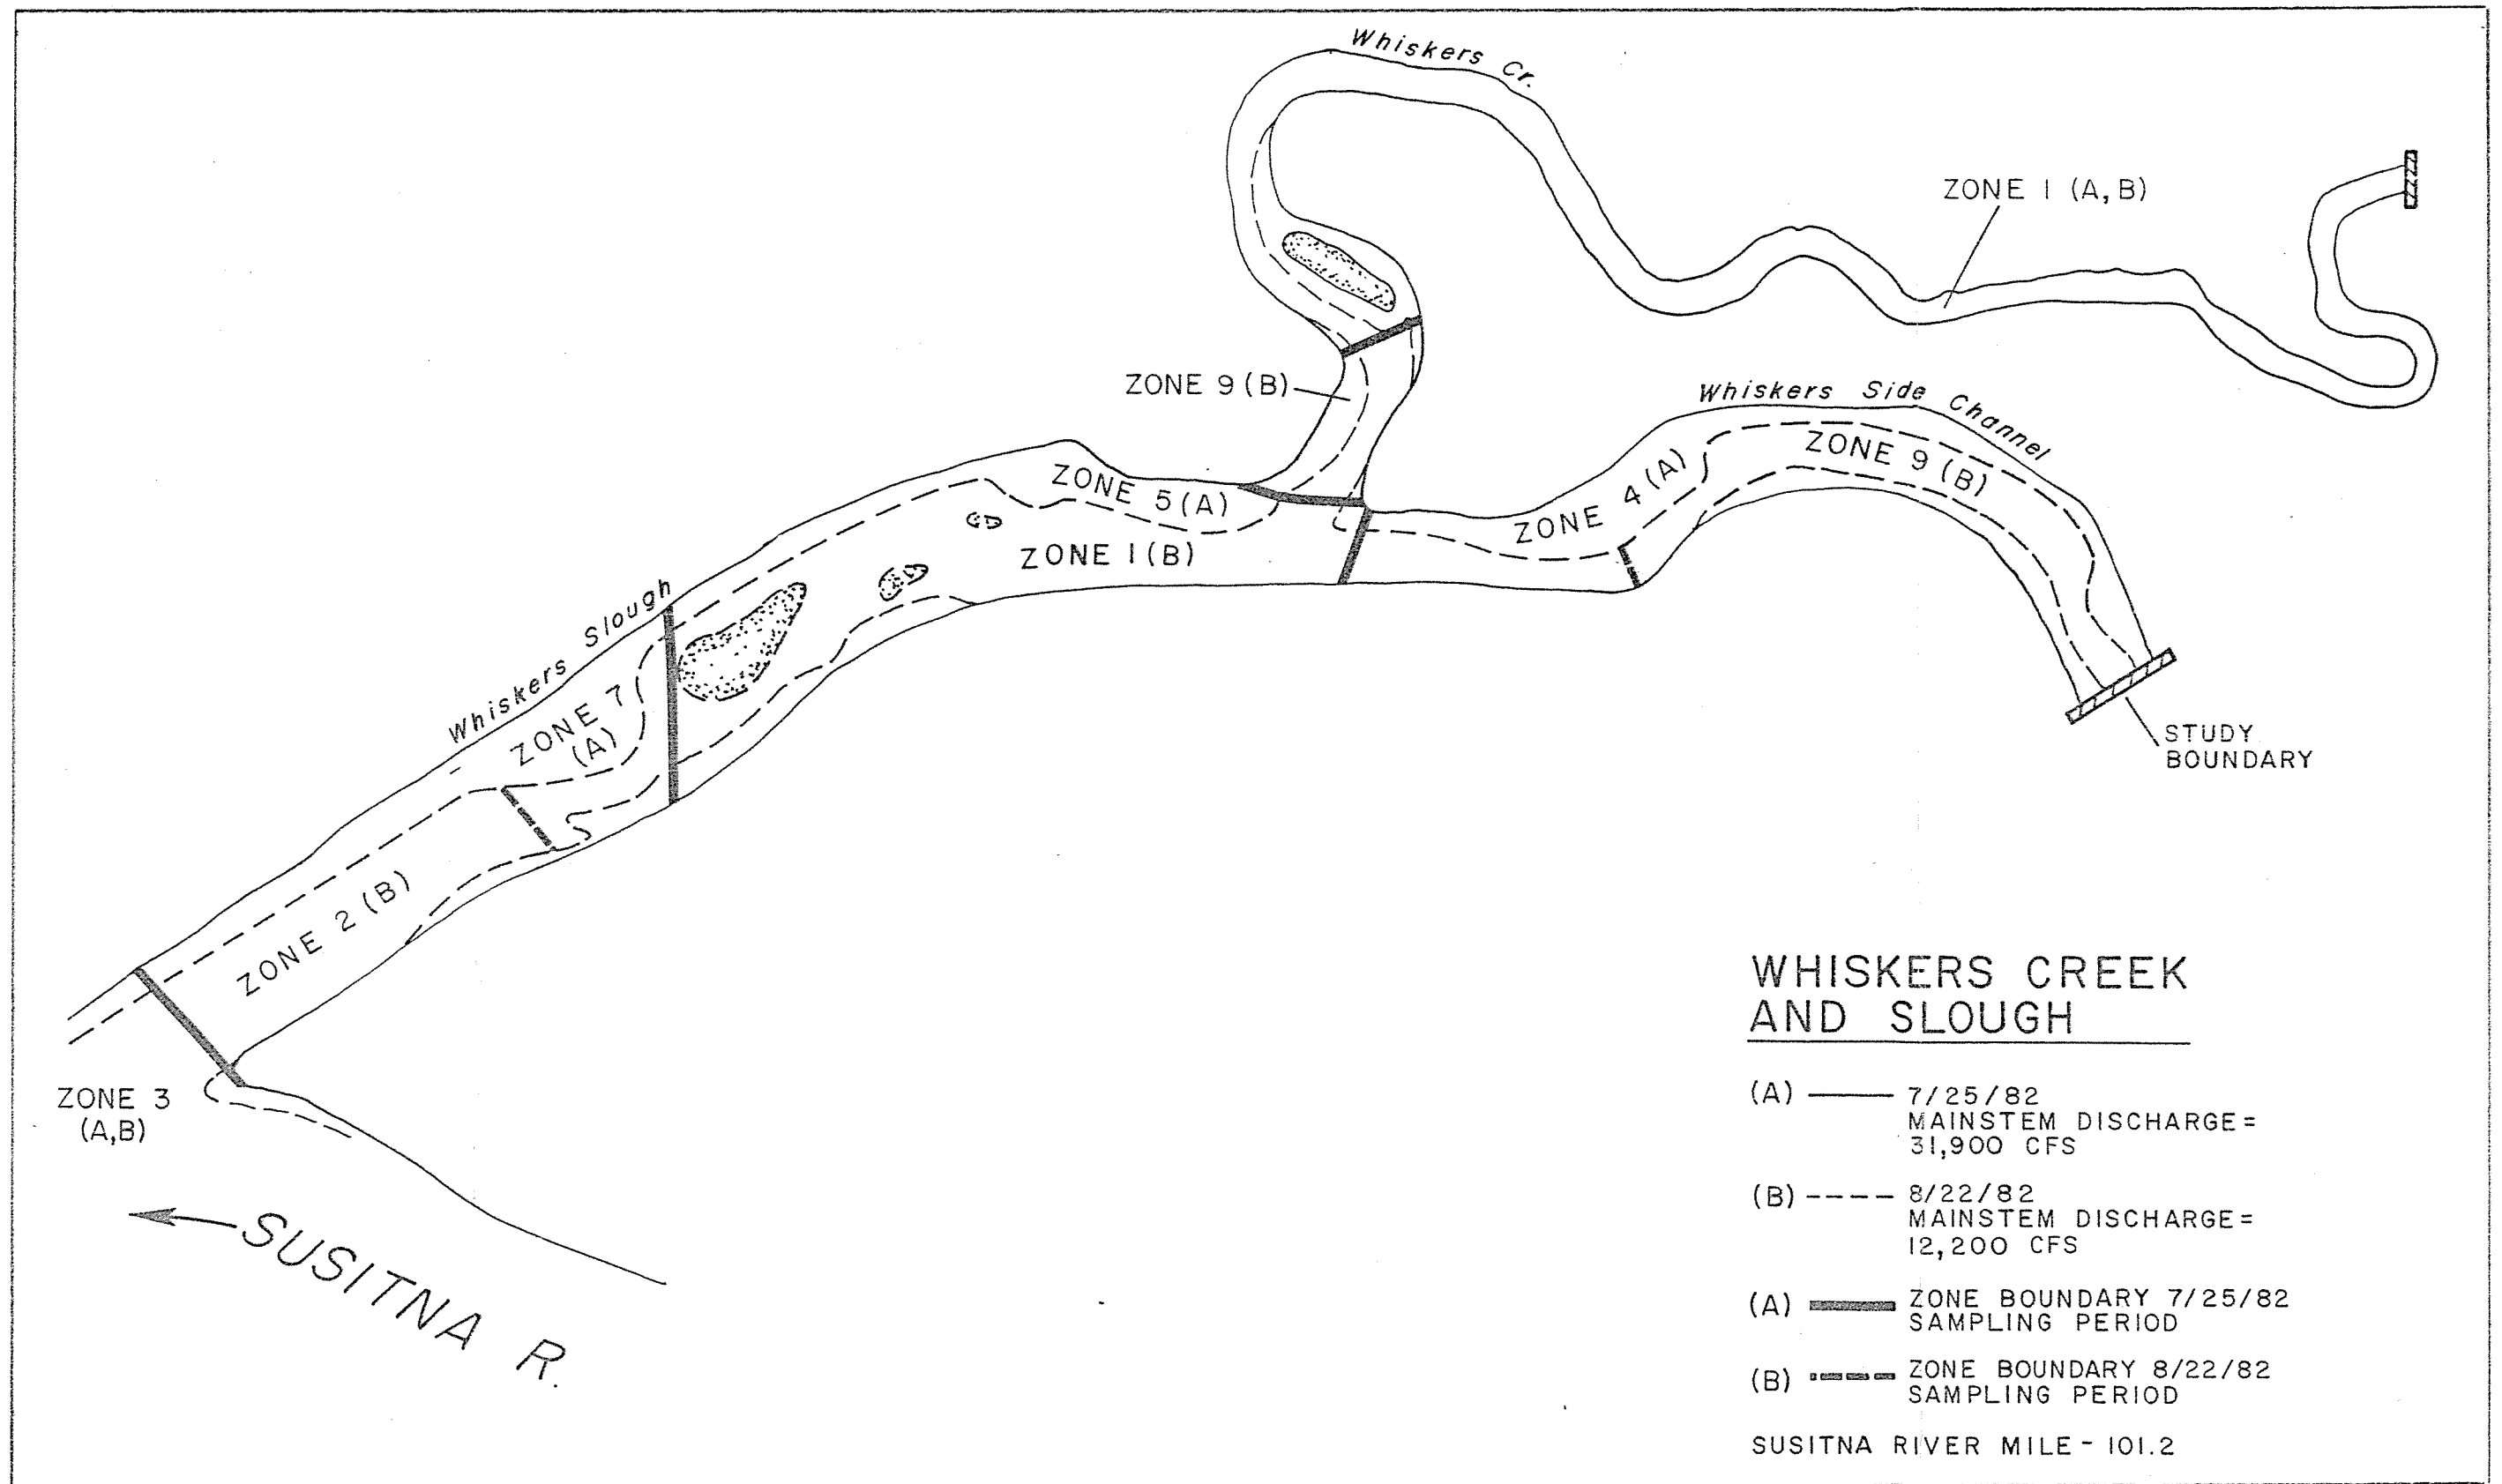 Whiskers Cr.
ZONE 1 (A,B)
ZONE 9 (B)
Whiskers Side Channel
ZONE 9 (B)
ZONE 4 (A)
ZONE 5 (A)
ZONE 1 (B)
Whiskers Slough
ZONE 7
(A)
STUDY
BOUNDARY
ZONE 2 (B)
ZONE 3
(A,B)
SUSITNA R.
WHISKERS CREEK
AND SLOUGH
(A) 7/25/82
MAINSTEM DISCHARGE=
31,900 CFS
(B) 8/22/82
MAINSTEM DISCHARGE=
12,200 CFS
(A) ZONE BOUNDARY 7/25/82
SAMPLING PERIOD
(B) ZONE BOUNDARY 8/22/82
SAMPLING PERIOD
SUSITNA RIVER MILE - 101.2